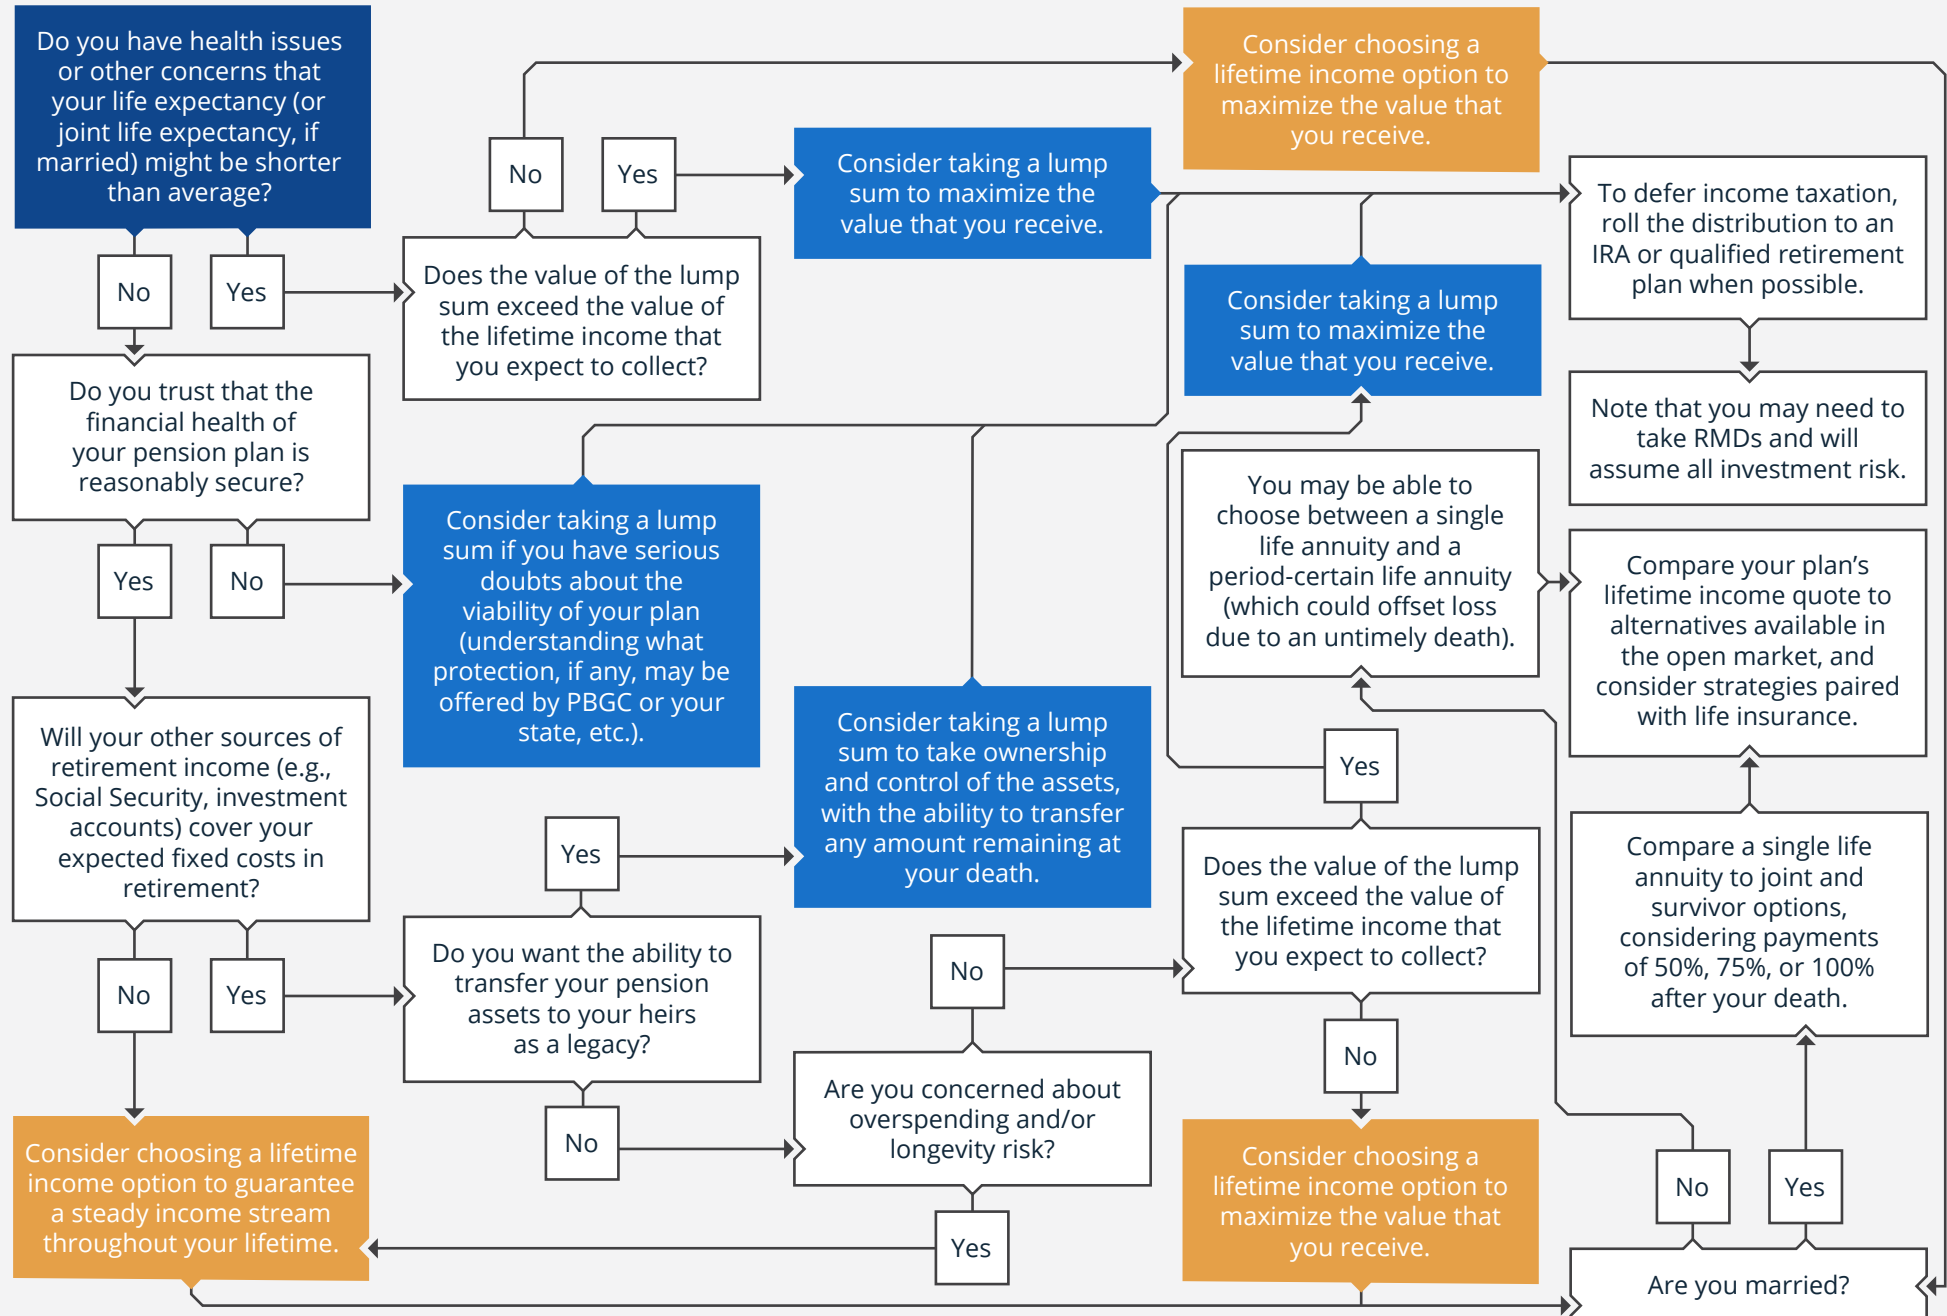 Do you have health issues
or other concerns that
your life expectancy (or
joint life expectancy, if
married) might be shorter
than average?
No
Yes
Does the value of the lump
sum exceed the value of
the lifetime income that
you expect to collect?
No
Yes
Consider choosing a
lifetime income option to
maximize the value that
you receive.
Consider taking a lump
sum to maximize the
value that you receive.
To defer income taxation,
roll the distribution to an
IRA or qualified retirement
plan when possible.
Note that you may need to
take RMDs and will
assume all investment risk.
Do you trust that the
financial health of
your pension plan is
reasonably secure?
Yes
No
Consider taking a lump
sum if you have serious
doubts about the
viability of your plan
(understanding what
protection, if any, may be
offered by PBGC or your
state, etc.).
Will your other sources of
retirement income (e.g.,
Social Security, investment
accounts) cover your
expected fixed costs in
retirement?
No
Yes
Do you want the ability to
transfer your pension
assets to your heirs
as a legacy?
Yes
No
Consider taking a lump
sum to take ownership
and control of the assets,
with the ability to transfer
any amount remaining at
your death.
Are you concerned about
overspending and/or
longevity risk?
No
Yes
Consider choosing a lifetime
income option to guarantee
a steady income stream
throughout your lifetime.
Does the value of the lump
sum exceed the value of
the lifetime income that
you expect to collect?
Yes
No
Consider taking a lump
sum to maximize the
value that you receive.
Consider choosing a
lifetime income option to
maximize the value that
you receive.
Are you married?
No
Yes
You may be able to
choose between a single
life annuity and a
period-certain life annuity
(which could offset loss
due to an untimely death).
Compare a single life
annuity to joint and
survivor options,
considering payments
of 50%, 75%, or 100%
after your death.
Compare your plan’s
lifetime income quote to
alternatives available in
the open market, and
consider strategies paired
with life insurance.